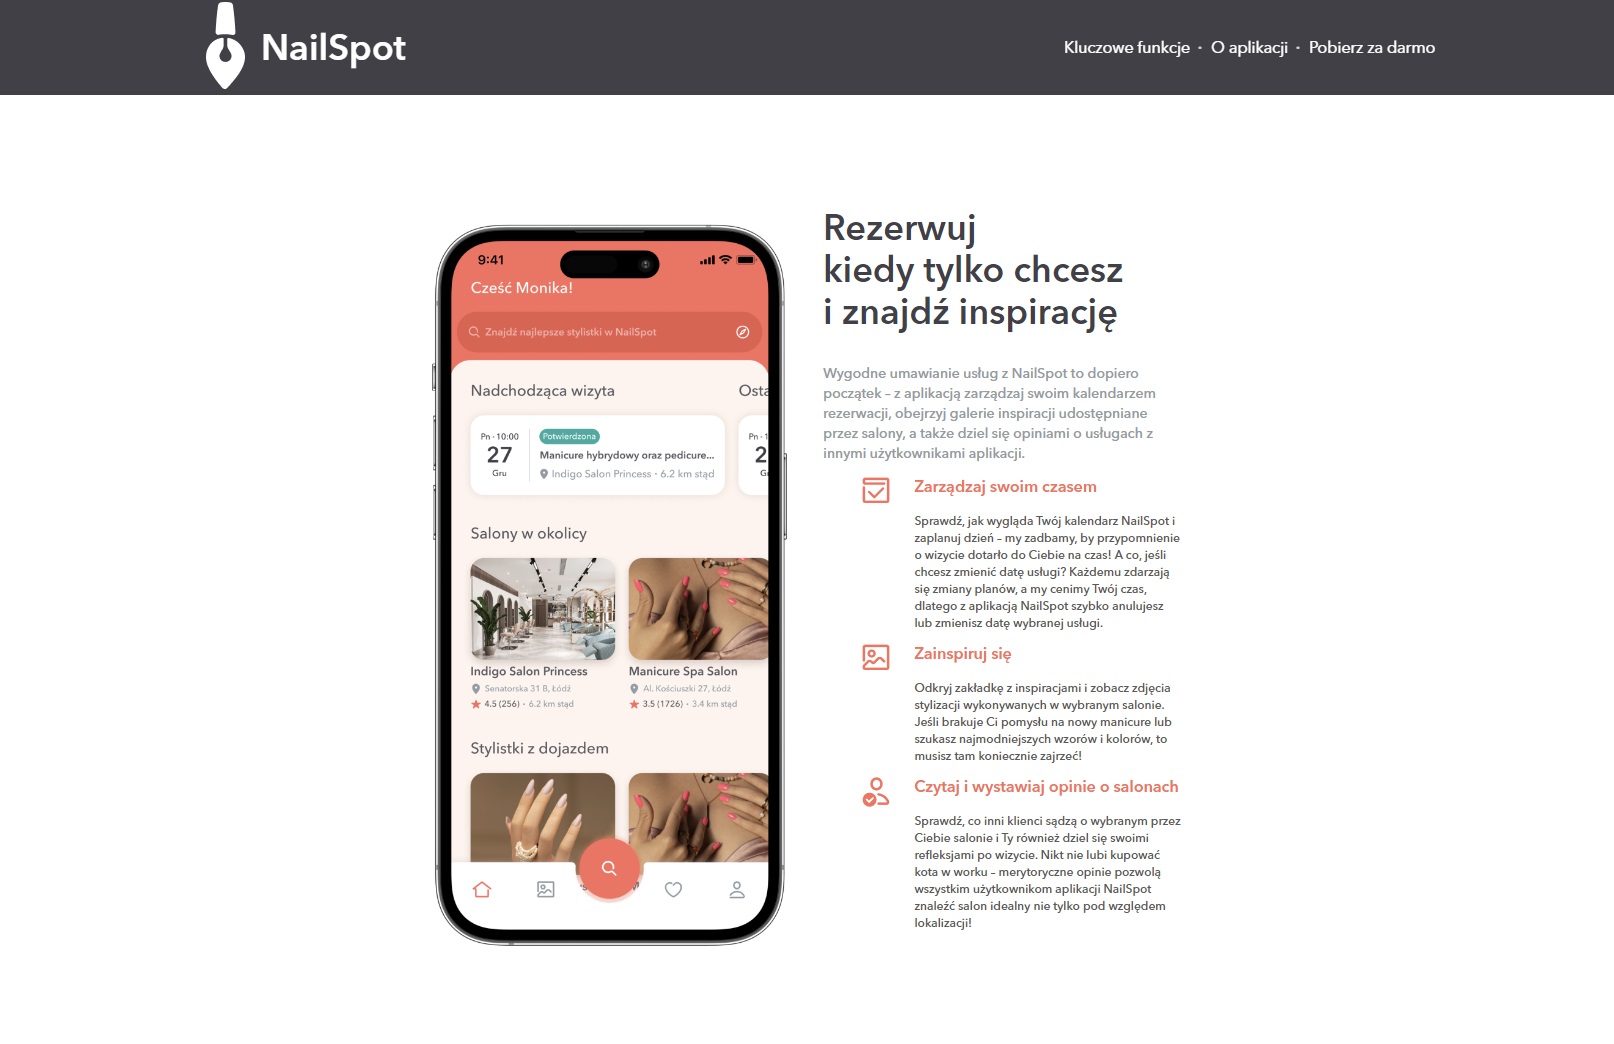 NailSpot
Kluczowe funkcje • O aplikacji • Pobierz za darmo
9:41
Cześć Monika!
Znajdź najlepsze stylistki w NailSpot
Nadchodząca wizyta
Osta
Pn · 10:00
27
Gru
Potwierdzona
Manicure hybrydowy oraz pedicure...
Indigo Salon Princess • 6.2 km stąd
Pn · 1
2
G
Salony w okolicy
Indigo Salon Princess
Senatorska 31 B, Łódź
4.5 (256) • 6.2 km stąd
Manicure Spa Salon
Al. Kościuszki 27, Łódź
3.5 (1726) • 3.4 km stąd
Stylistki z dojazdem
Rezerwuj
kiedy tylko chcesz
i znajdź inspirację
Wygodne umawianie usług z NailSpot to dopiero
początek – z aplikacją zarządzaj swoim kalendarzem
rezerwacji, obejrzyj galerie inspiracji udostępniane
przez salony, a także dziel się opiniami o usługach z
innymi użytkownikami aplikacji.
Zarządzaj swoim czasem
Sprawdź, jak wygląda Twój kalendarz NailSpot i
zaplanuj dzień – my zadbamy, by przypomnienie
o wizycie dotarło do Ciebie na czas! A co, jeśli
chcesz zmienić datę usługi? Każdemu zdarzają
się zmiany planów, a my cenimy Twój czas,
dlatego z aplikacją NailSpot szybko anulujesz
lub zmienisz datę wybranej usługi.
Zainspiruj się
Odkryj zakładkę z inspiracjami i zobacz zdjęcia
stylizacji wykonywanych w wybranym salonie.
Jeśli brakuje Ci pomysłu na nowy manicure lub
szukasz najmodniejszych wzorów i kolorów, to
musisz tam koniecznie zajrzeć!
Czytaj i wystawiaj opinie o salonach
Sprawdź, co inni klienci sądzą o wybranym przez
Ciebie salonie i Ty również dziel się swoimi
refleksjami po wizycie. Nikt nie lubi kupować
kota w worku – merytoryczne opinie pozwolą
wszystkim użytkownikom aplikacji NailSpot
znaleźć salon idealny nie tylko pod względem
lokalizacji!